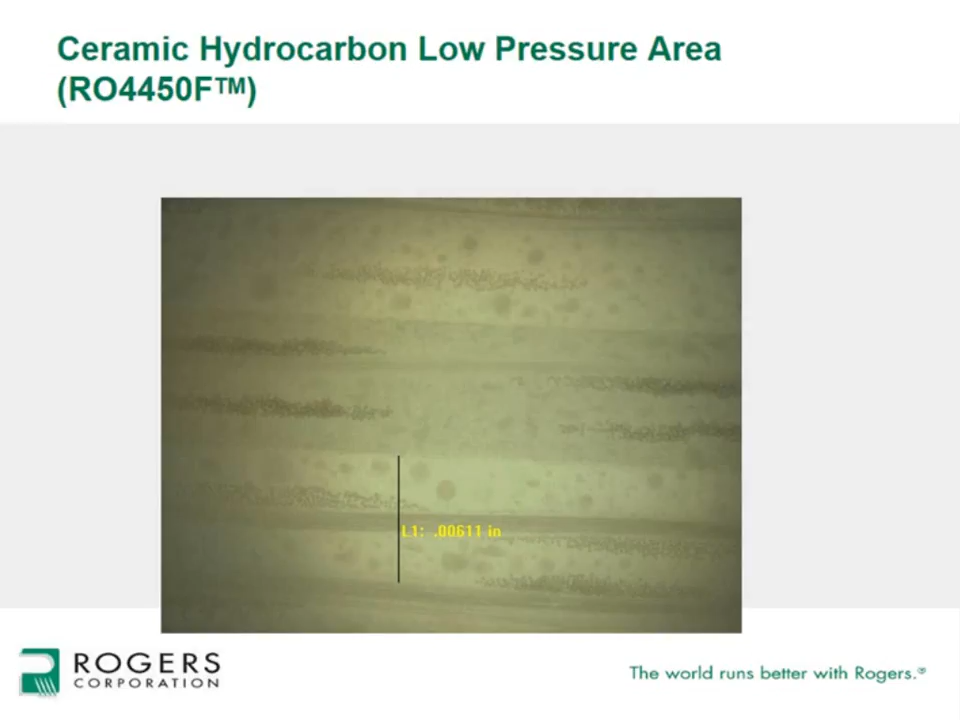 Ceramic Hydrocarbon Low Pressure Area
(RO4450F™)
L1: .00611 in
ROGERS
CORPORATION
The world runs better with Rogers.®